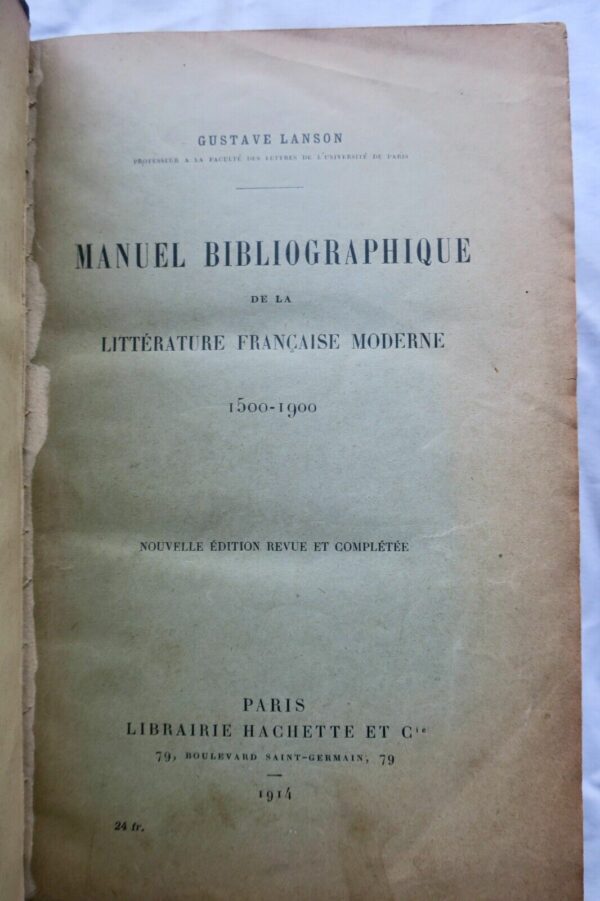 GUSTAVE LANSON
PROFESSEUR A LA FACULTÉ DES LETTRES DE L'UNIVERSITÉ DE PARIS
MANUEL BIBLIOGRAPHIQUE
DE LA
LITTÉRATURE FRANÇAISE MODERNE
1500-1900
NOUVELLE ÉDITION REVUE ET COMPLÉTÉE
PARIS
LIBRAIRIE HACHETTE ET Cie
79, BOULEVARD SAINT-GERMAIN, 79
1914
24 fr.